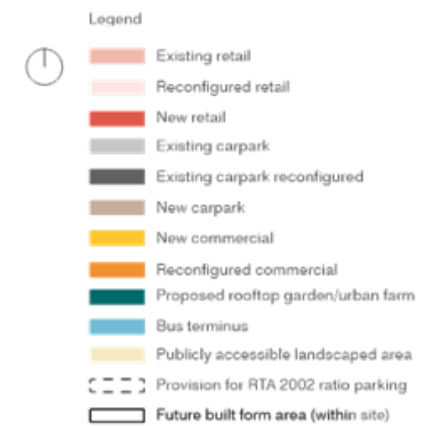 Legend
Existing retail
Reconfigured retail
New retail
Existing carpark
Existing carpark reconfigured
New carpark
New commercial
Reconfigured commercial
Proposed rooftop garden/urban farm
Bus terminus
Publicly accessible landscaped area
Provision for RTA 2002 ratio parking
Future built form area (within site)